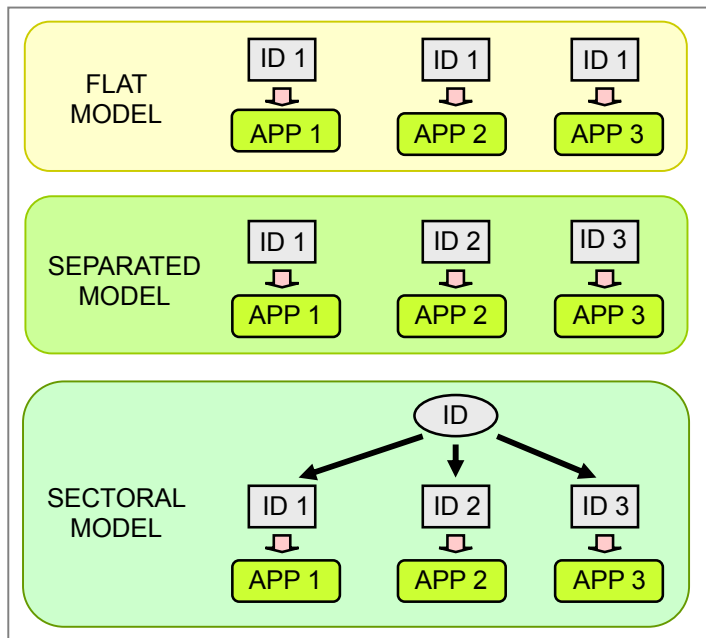 FLAT
MODEL
ID 1
ID 1
ID 1
APP 1
APP 2
APP 3
SEPARATED
MODEL
ID 1
ID 2
ID 3
APP 1
APP 2
APP 3
SECTORAL
MODEL
ID
ID 1
ID 2
ID 3
APP 1
APP 2
APP 3